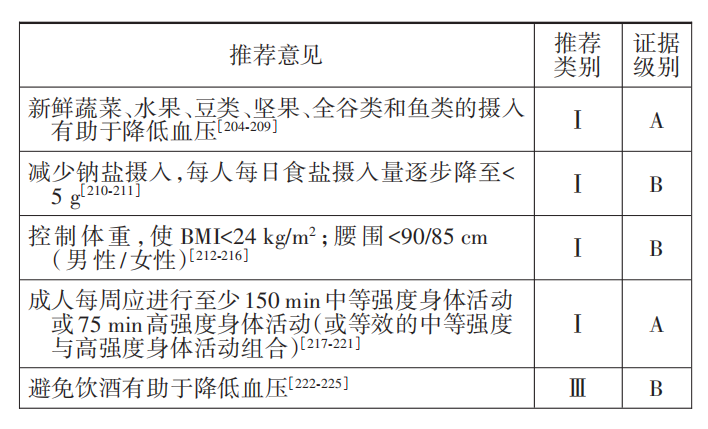 推荐意见 推荐类别 证据级别
新鲜蔬菜、水果、豆类、坚果、全谷类和鱼类的摄入
有助于降低血压[204-209] Ⅰ A
减少钠盐摄入,每人每日食盐摄入量逐步降至<
5 g[210-211] Ⅰ B
控制体重,使 BMI<24 kg/m²;腰围<90/85 cm
(男性/女性)[212-216] Ⅰ B
成人每周应进行至少150 min中等强度身体活动
或75 min高强度身体活动(或等效的中等强度
与高强度身体活动组合)[217-221] Ⅰ A
避免饮酒有助于降低血压[222-225] Ⅲ B